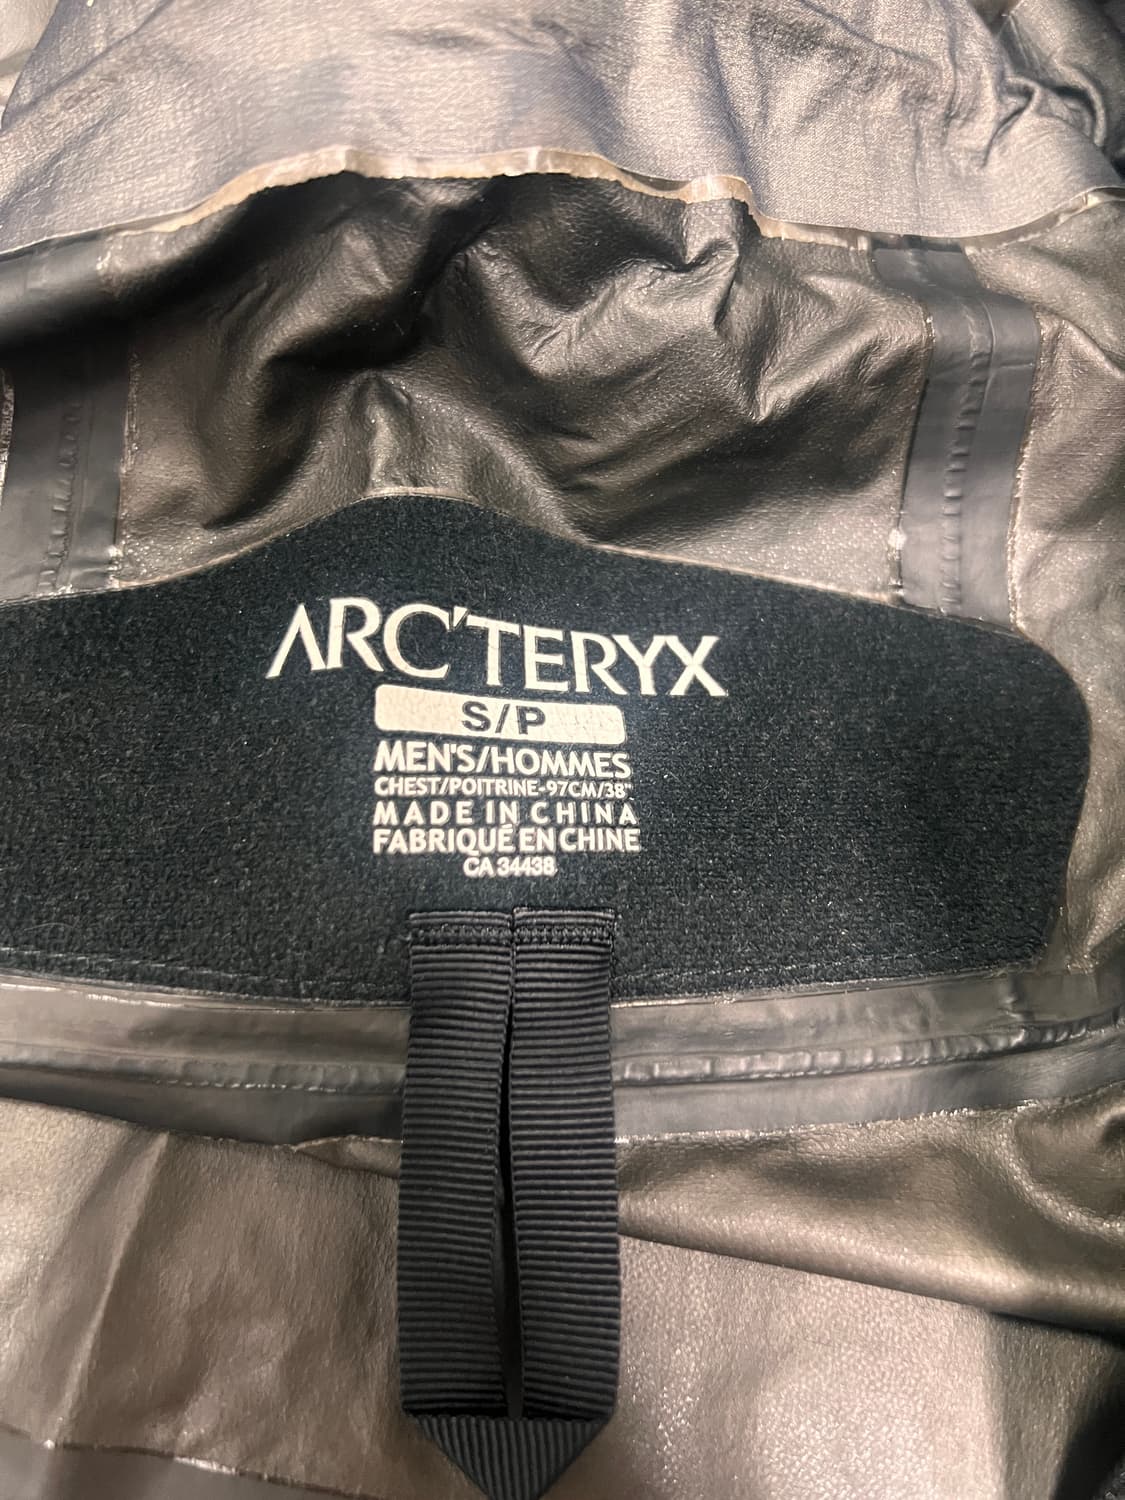 ARC'TERYX
S/P
MEN'S/HOMMES
CHEST/POITRINE-97CM/38"
MADE IN CHINA
FABRIQUÉ EN CHINE
CA 34438